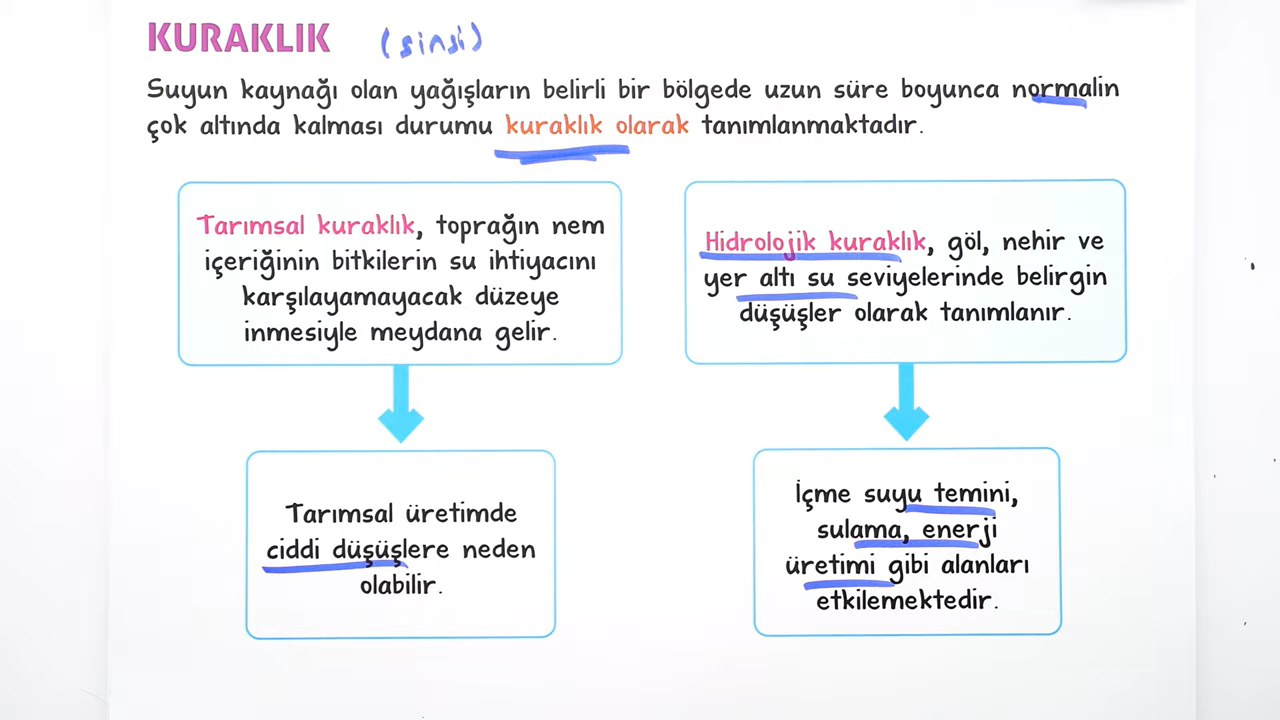 KURAKLIK (sinsi)
Suyun kaynağı olan yağışların belirli bir bölgede uzun süre boyunca normalin
çok altında kalması durumu kuraklık olarak tanımlanmaktadır.
Tarımsal kuraklık, toprağın nem
içeriğinin bitkilerin su ihtiyacını
karşılayamayacak düzeye
inmesiyle meydana gelir.
Hidrolojik kuraklık, göl, nehir ve
yer altı su seviyelerinde belirgin
düşüşler olarak tanımlanır.
Tarımsal üretimde
ciddi düşüşlere neden
olabilir.
İçme suyu temini,
sulama, enerji
üretimi gibi alanları
etkilemektedir.